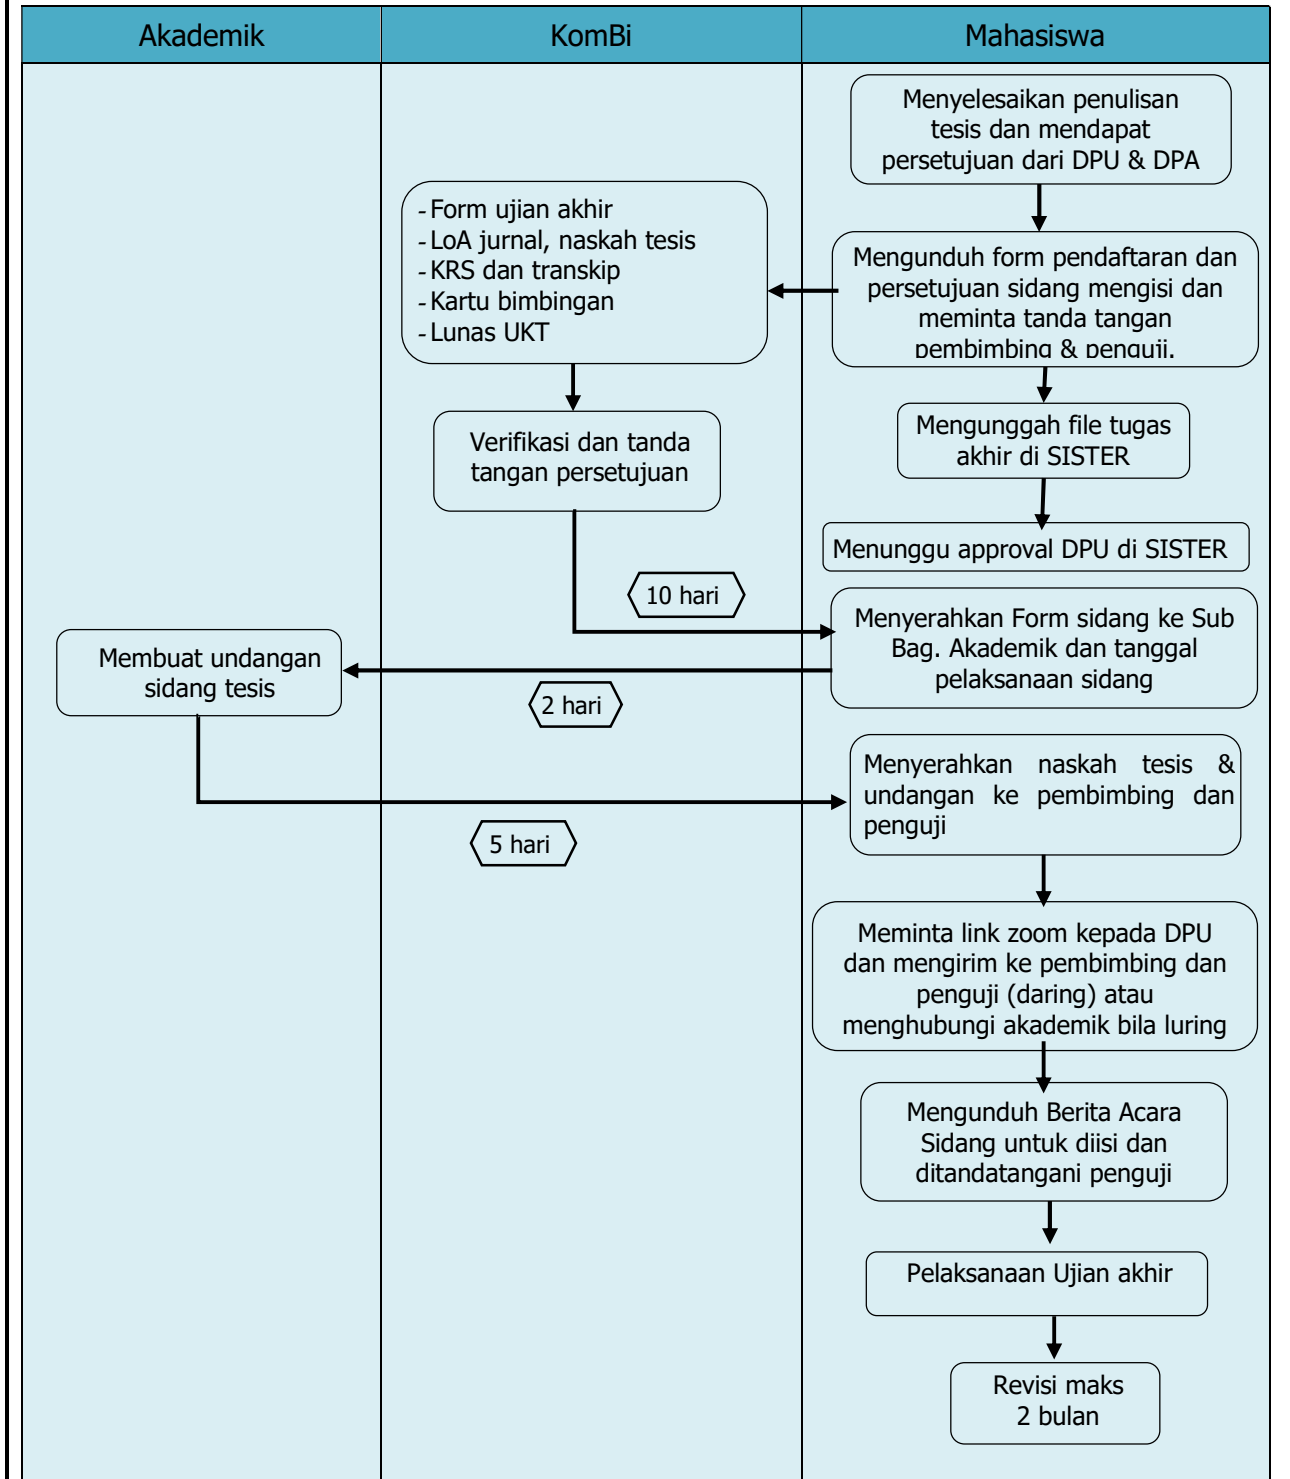 Akademik
KomBi
Mahasiswa
Menyelesaikan penulisan
tesis dan mendapat
persetujuan dari DPU & DPA
- Form ujian akhir
- LoA jurnal, naskah tesis
- KRS dan transkip
- Kartu bimbingan
- Lunas UKT
Mengunduh form pendaftaran dan
persetujuan sidang mengisi dan
meminta tanda tangan
pembimbing & penguji.
Verifikasi dan tanda
tangan persetujuan
Mengunggah file tugas
akhir di SISTER
Menunggu approval DPU di SISTER
10 hari
Menyerahkan Form sidang ke Sub
Bag. Akademik dan tanggal
pelaksanaan sidang
Membuat undangan
sidang tesis
2 hari
Menyerahkan naskah tesis &
undangan ke pembimbing dan
penguji
5 hari
Meminta link zoom kepada DPU
dan mengirim ke pembimbing dan
penguji (daring) atau
menghubungi akademik bila luring
Mengunduh Berita Acara
Sidang untuk diisi dan
ditandatangani penguji
Pelaksanaan Ujian akhir
Revisi maks
2 bulan